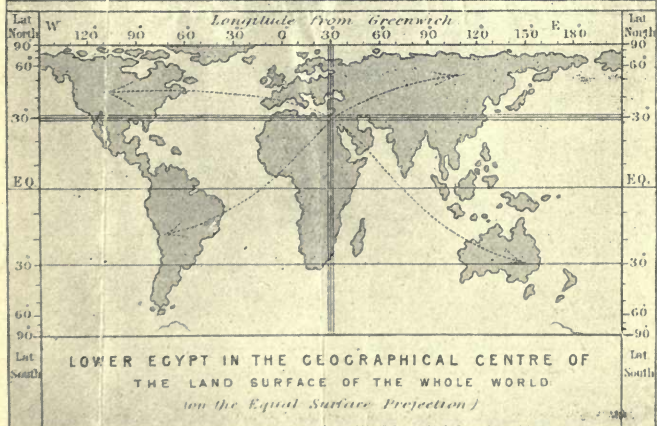 Longitude from Greenwich
Lat North W 120 90 60 30 0 30 60 90 120 150 E 180 Lat North
90 90
60 60
30 30
EQ. EQ.
30 30
60 60
90 90
Lat South Lat South
LOWER EGYPT IN THE GEOGRAPHICAL CENTRE OF
THE LAND SURFACE OF THE WHOLE WORLD
(on the Equal Surface Projection)